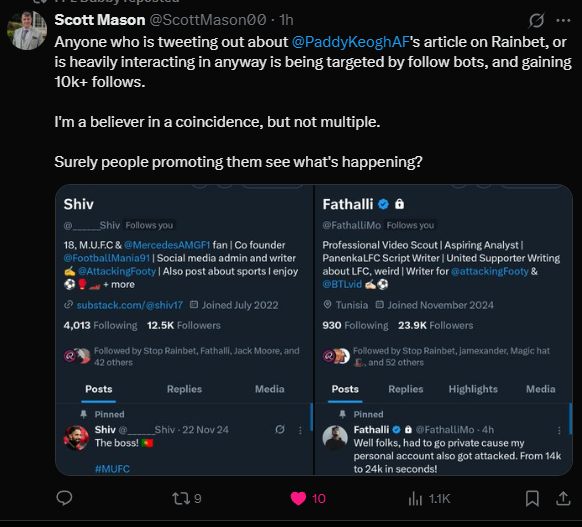 Scott Mason @ScottMason00 · 1h
Anyone who is tweeting out about @PaddyKeoghAF's article on Rainbet, or
is heavily interacting in anyway is being targeted by follow bots, and gaining
10k+ follows.
I'm a believer in a coincidence, but not multiple.
Surely people promoting them see what's happening?
Shiv
@______Shiv Follows you
18, M.U.F.C & @MercedesAMGF1 fan | Co founder
@FootballMania91 | Social media admin and writer
✍️ @AttackingFooty | Also post about sports I enjoy
⚽🥊🏎️ + more
substack.com/@shiv17 Joined July 2022
4,013 Following 12.5K Followers
Followed by Stop Rainbet, Fathalli, Jack Moore, and
42 others
Posts Replies Media
Pinned
Shiv @______Shiv · 22 Nov 24
The boss! 🇵🇹
#MUFC
Fathalli
@FathalliMo Follows you
Professional Video Scout | Aspiring Analyst |
PanenkaLFC Script Writer | United Supporter Writing
about LFC, weird | Writer for @attackingFooty &
@BTLvid ✍🏻⚽
Tunisia Joined November 2024
930 Following 23.9K Followers
Followed by Stop Rainbet, jamexander, Magic hat
🎩, and 52 others
Posts Replies Highlights Media
Pinned
Fathalli @FathalliMo · 4h
Well folks, had to go private cause my
personal account also got attacked. From 14k
to 24k in seconds!
9
10
1.1K